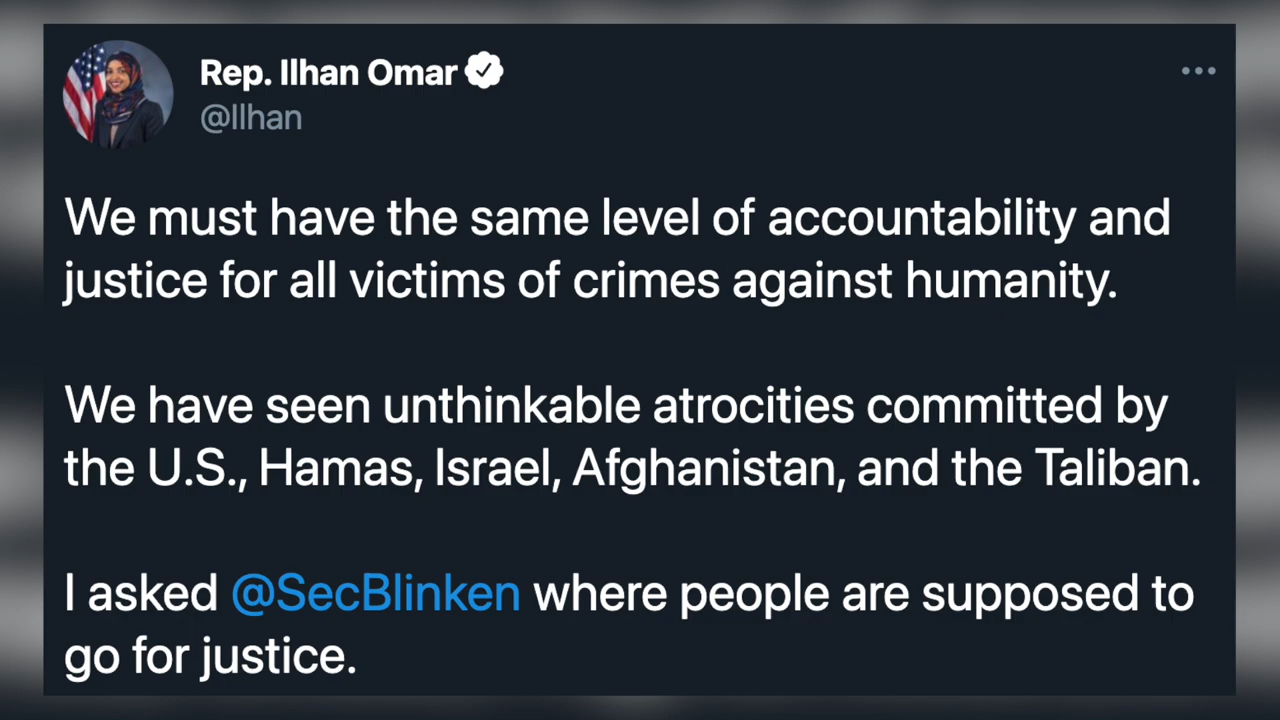 Rep. Ilhan Omar
@Ilhan
We must have the same level of accountability and
justice for all victims of crimes against humanity.
We have seen unthinkable atrocities committed by
the U.S., Hamas, Israel, Afghanistan, and the Taliban.
I asked @SecBlinken where people are supposed to
go for justice.